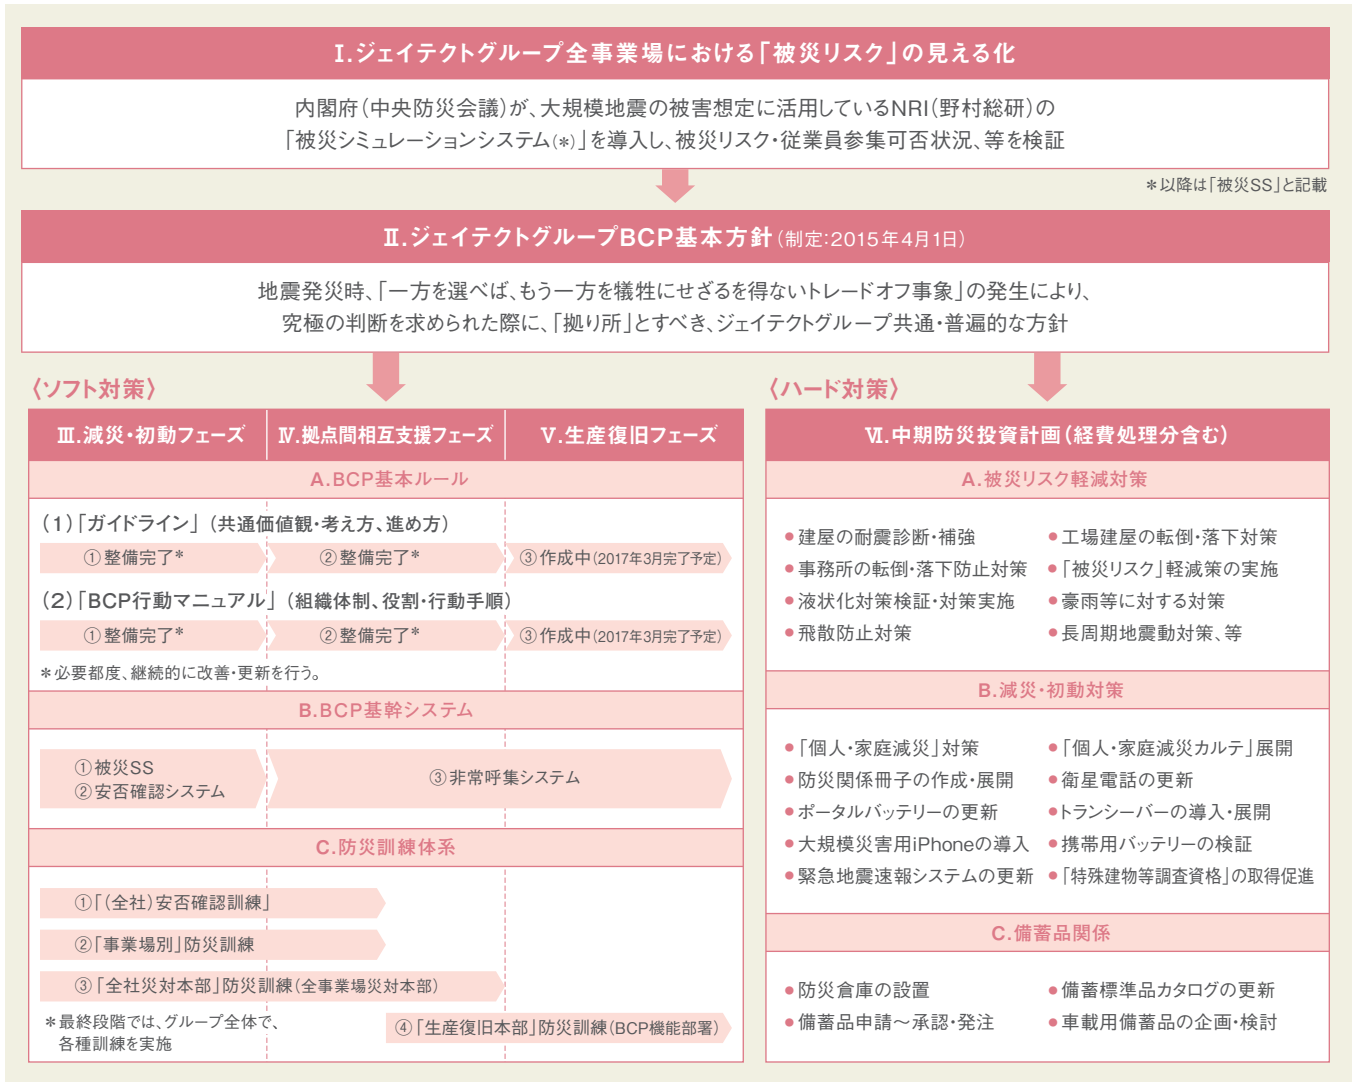 Ⅰ.ジェイテクトグループ全事業場における「被災リスク」の見える化
内閣府(中央防災会議)が、大規模地震の被害想定に活用しているNRI(野村総研)の
「被災シミュレーションシステム(*)」を導入し、被災リスク・従業員参集可否状況、等を検証
*以降は「被災SS」と記載
Ⅱ.ジェイテクトグループBCP基本方針(制定:2015年4月1日)
地震発災時、「一方を選べば、もう一方を犠牲にせざるを得ないトレードオフ事象」の発生により、
究極の判断を求められた際に、「拠り所」とすべき、ジェイテクトグループ共通・普遍的な方針
〈ソフト対策〉
Ⅲ.減災・初動フェーズ
Ⅳ.拠点間相互支援フェーズ
Ⅴ.生産復旧フェーズ
A.BCP基本ルール
(1)「ガイドライン」(共通価値観・考え方、進め方)
①整備完了*
②整備完了*
③作成中(2017年3月完了予定)
(2)「BCP行動マニュアル」(組織体制、役割・行動手順)
①整備完了*
②整備完了*
③作成中(2017年3月完了予定)
*必要都度、継続的に改善・更新を行う。
B.BCP基幹システム
①被災SS
②安否確認システム
③非常呼集システム
C.防災訓練体系
①「(全社)安否確認訓練」
②「事業場別」防災訓練
③「全社災対本部」防災訓練(全事業場災対本部)
④「生産復旧本部」防災訓練(BCP機能部署)
*最終段階では、グループ全体で、
各種訓練を実施
〈ハード対策〉
Ⅵ.中期防災投資計画(経費処理分含む)
A.被災リスク軽減対策
●建屋の耐震診断・補強
●事務所の転倒・落下防止対策
●液状化対策検証・対策実施
●飛散防止対策
●工場建屋の転倒・落下対策
●「被災リスク」軽減策の実施
●豪雨等に対する対策
●長周期地震動対策、等
B.減災・初動対策
●「個人・家庭減災」対策
●防災関係冊子の作成・展開
●ポータルバッテリーの更新
●大規模災害用iPhoneの導入
●緊急地震速報システムの更新
●「個人・家庭減災カルテ」展開
●衛星電話の更新
●トランシーバーの導入・展開
●携帯用バッテリーの検証
●「特殊建物等調査資格」の取得促進
C.備蓄品関係
●防災倉庫の設置
●備蓄品申請〜承認・発注
●備蓄標準品カタログの更新
●車載用備蓄品の企画・検討